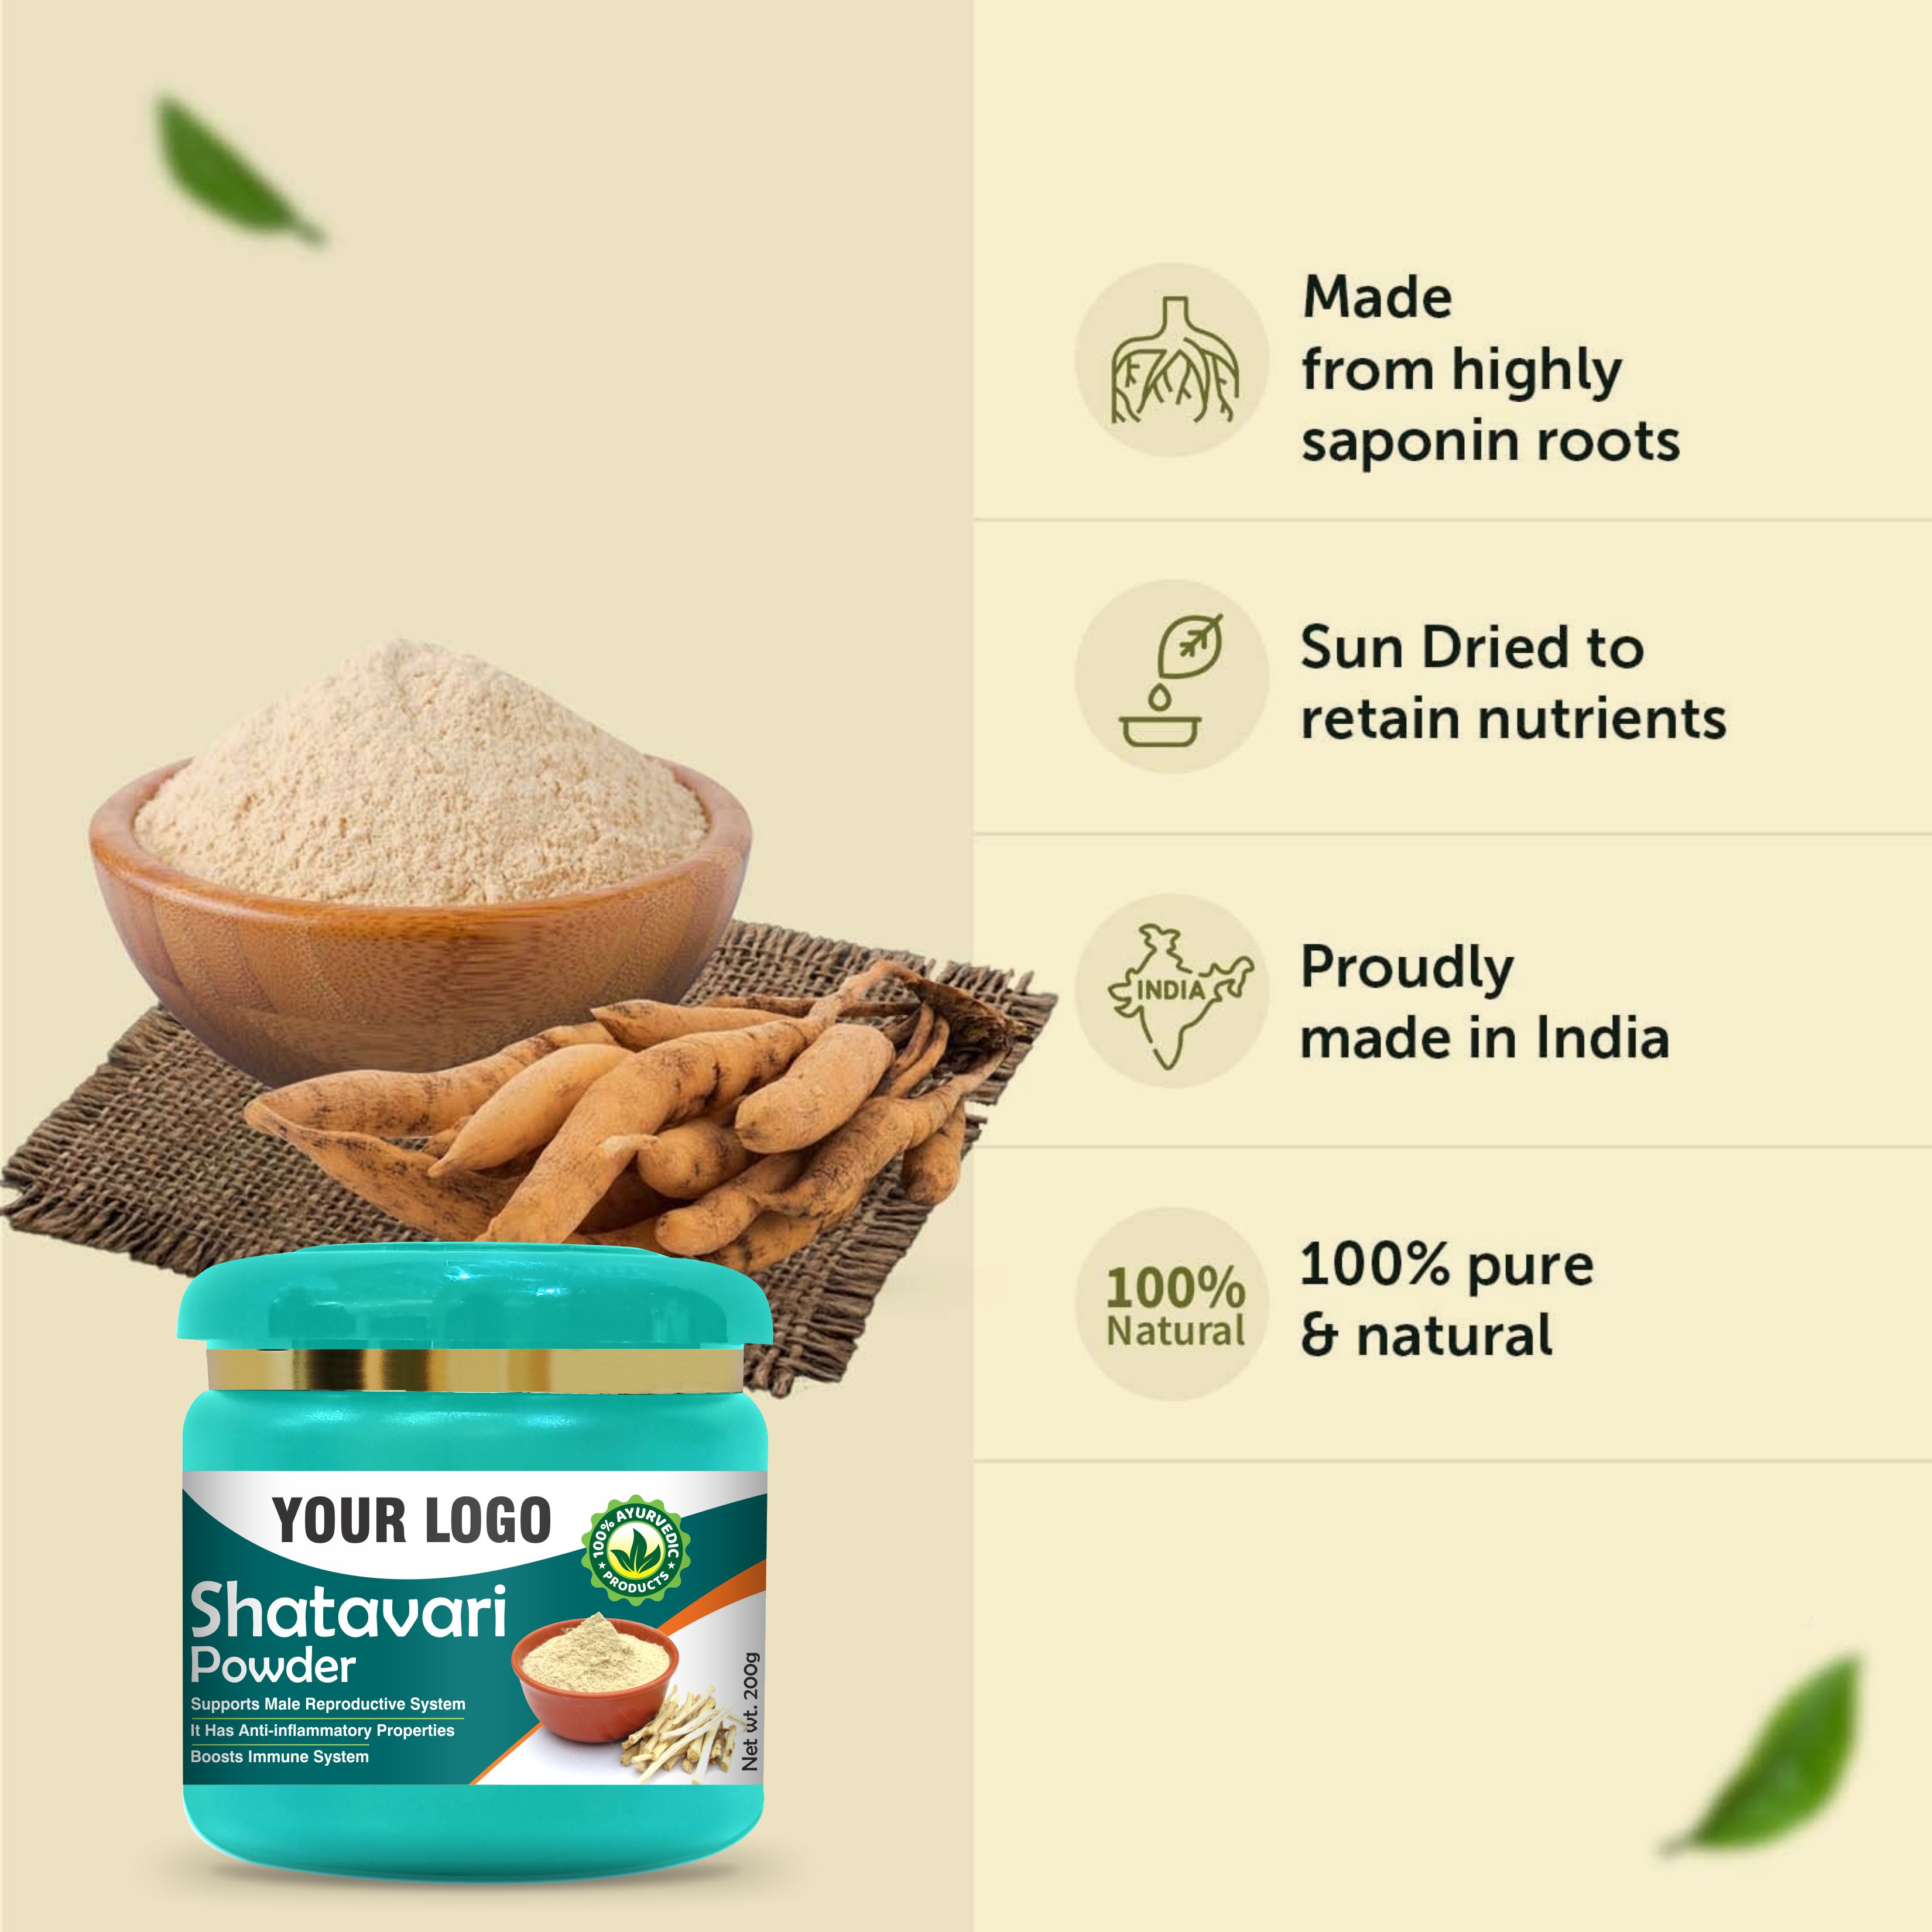 Made
from highly
saponin roots
Sun Dried to
retain nutrients
INDIA
Proudly
made in India
100%
Natural
100% pure
& natural
YOUR LOGO
100% AYURVEDIC
PRODUCTS
Shatavari
Powder
Supports Male Reproductive System
It Has Anti-inflammatory Properties
Boosts Immune System
Net wt. 200g